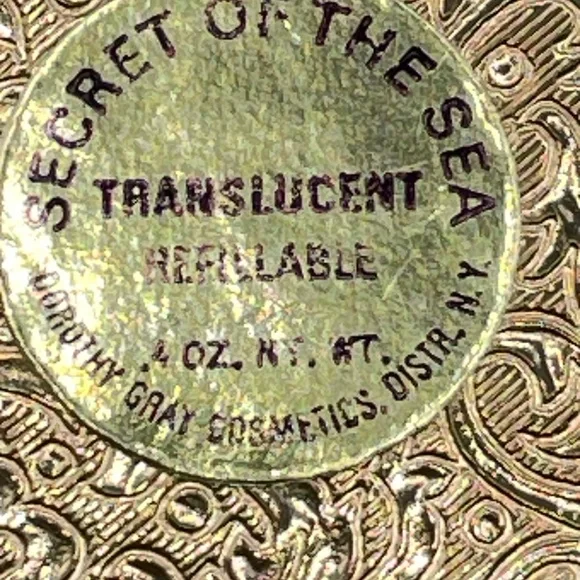 SECRET OF THE SEA
TRANSLUCENT
REFILLABLE
.4 OZ. NT. WT.
DOROTHY GRAY COSMETICS, DISTR. N.Y.